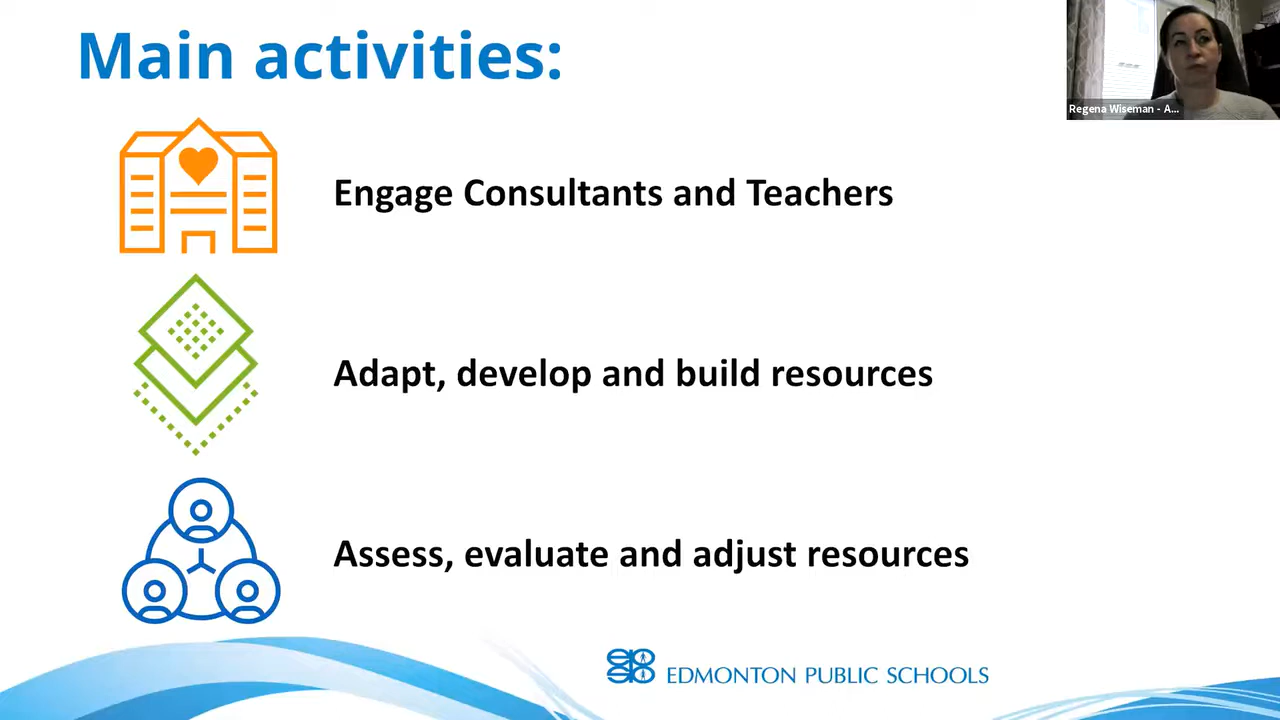 Main activities:
Regena Wiseman - A...
Engage Consultants and Teachers
Adapt, develop and build resources
Assess, evaluate and adjust resources
EDMONTON PUBLIC SCHOOLS